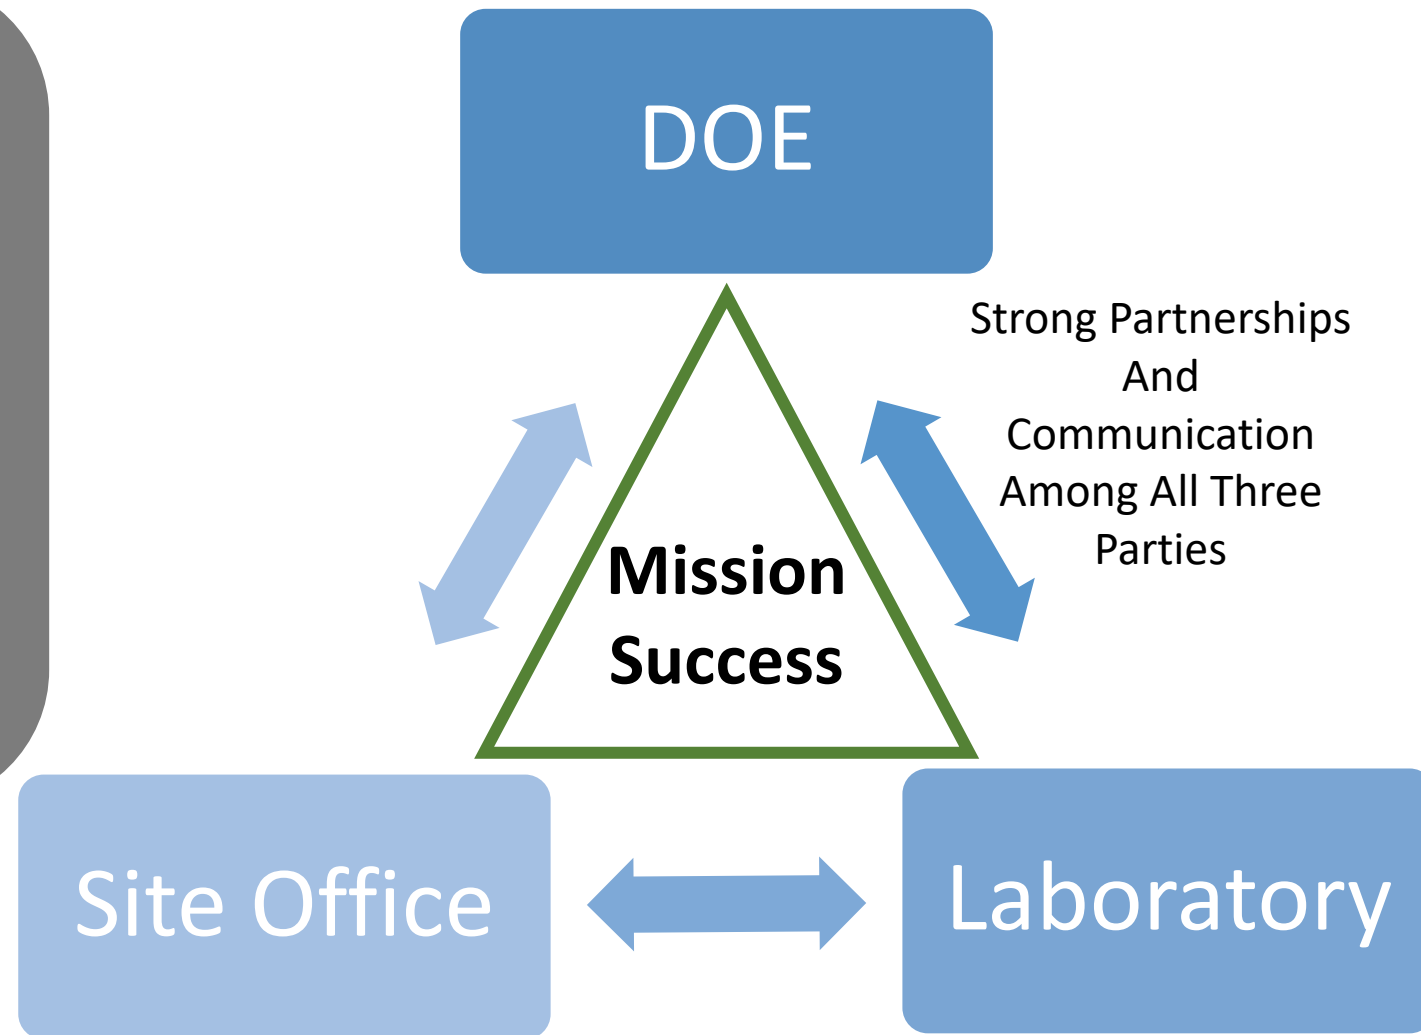 DOE
Strong Partnerships
And
Communication
Among All Three
Parties
Mission
Success
Site Office
Laboratory